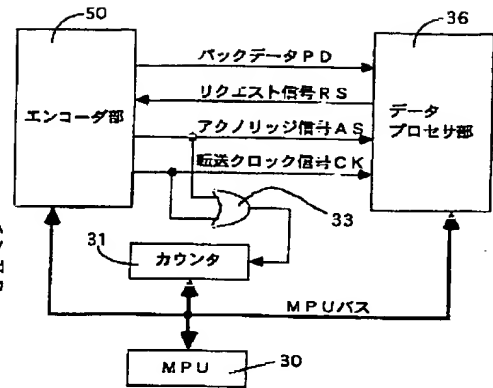 50
36
パックデータPD
リクエスト信号RS
エンコーダ部
データ
プロセサ部
アクノリッジ信号AS
転送クロック信号CK
33
31
カウンタ
MPUバス
MPU
30